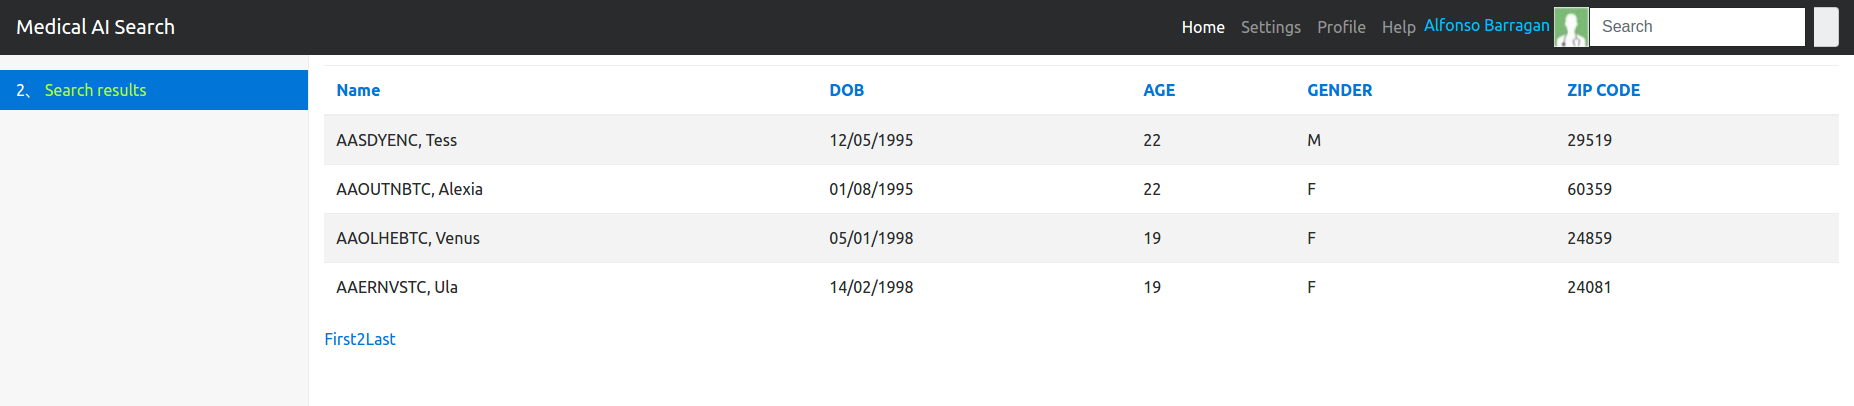 Medical AI Search Home Settings Profile Help Alfonso Barragan Search
2、 Search results
Name DOB AGE GENDER ZIP CODE
AASDYENC, Tess 12/05/1995 22 M 29519
AAOUTNBTC, Alexia 01/08/1995 22 F 60359
AAOLHEBTC, Venus 05/01/1998 19 F 24859
AAERNVSTC, Ula 14/02/1998 19 F 24081
First2Last